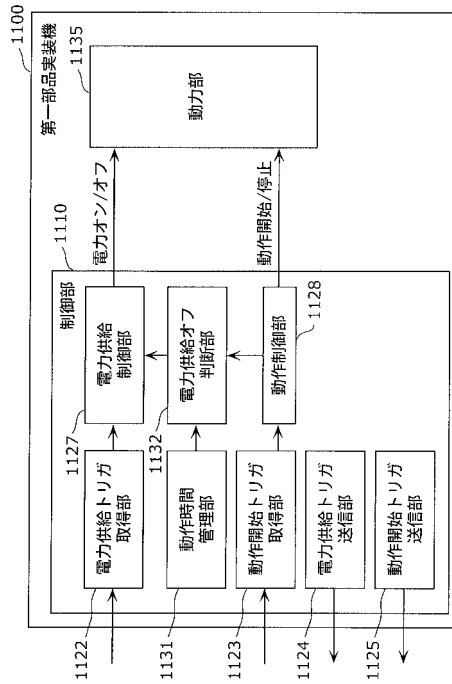 1100
第一部品実装機
1110
制御部
1135
動力部
電力オン/オフ
動作開始/停止
1127
電力供給
制御部
1132
電力供給オフ
判断部
動作制御部
1128
1122
電力供給トリガ
取得部
1131
動作時間
管理部
1123
動作開始トリガ
取得部
1124
電力供給トリガ
送信部
1125
動作開始トリガ
送信部